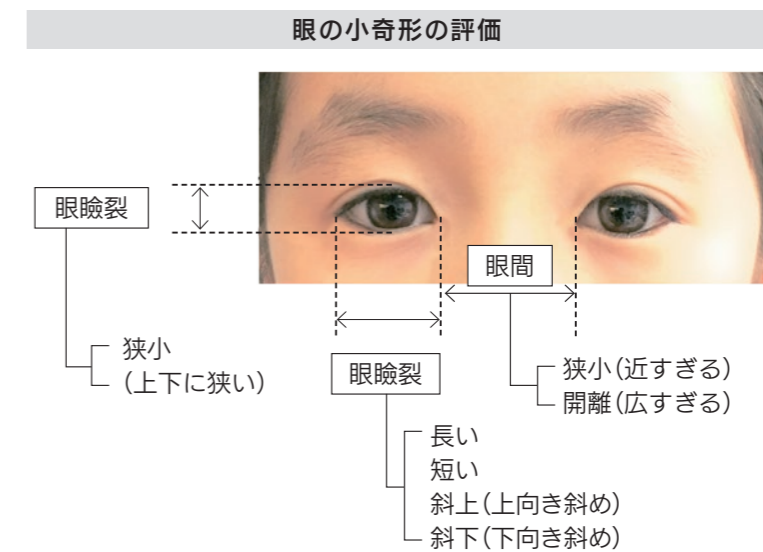 眼の小奇形の評価
眼瞼裂
狭小
（上下に狭い）
眼瞼裂
長い
短い
斜上（上向き斜め）
斜下（下向き斜め）
眼間
狭小（近すぎる）
開離（広すぎる）